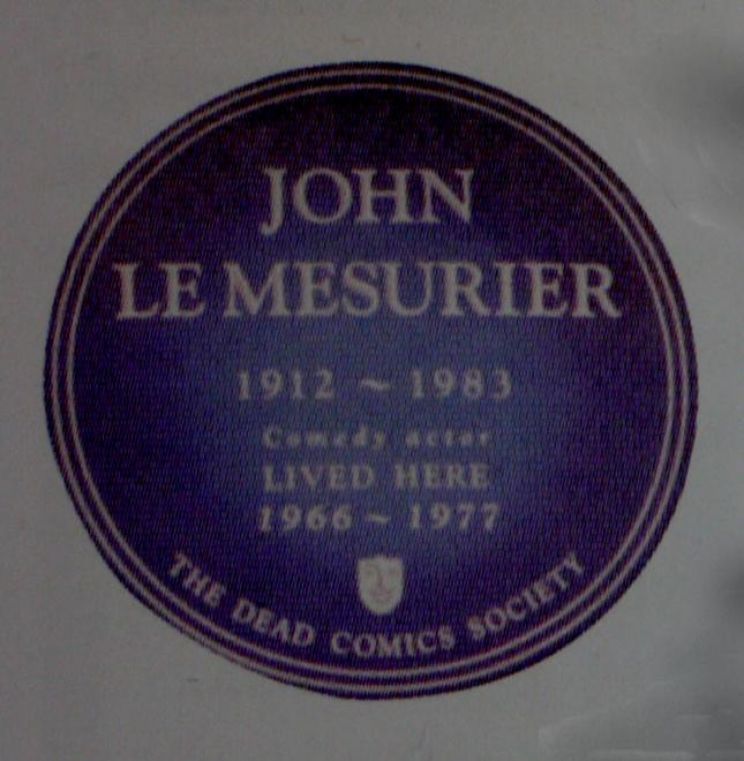 JOHN
LE MESURIER
1912 ~ 1983
Comedy actor
LIVED HERE
1966 ~ 1977
THE DEAD COMICS SOCIETY